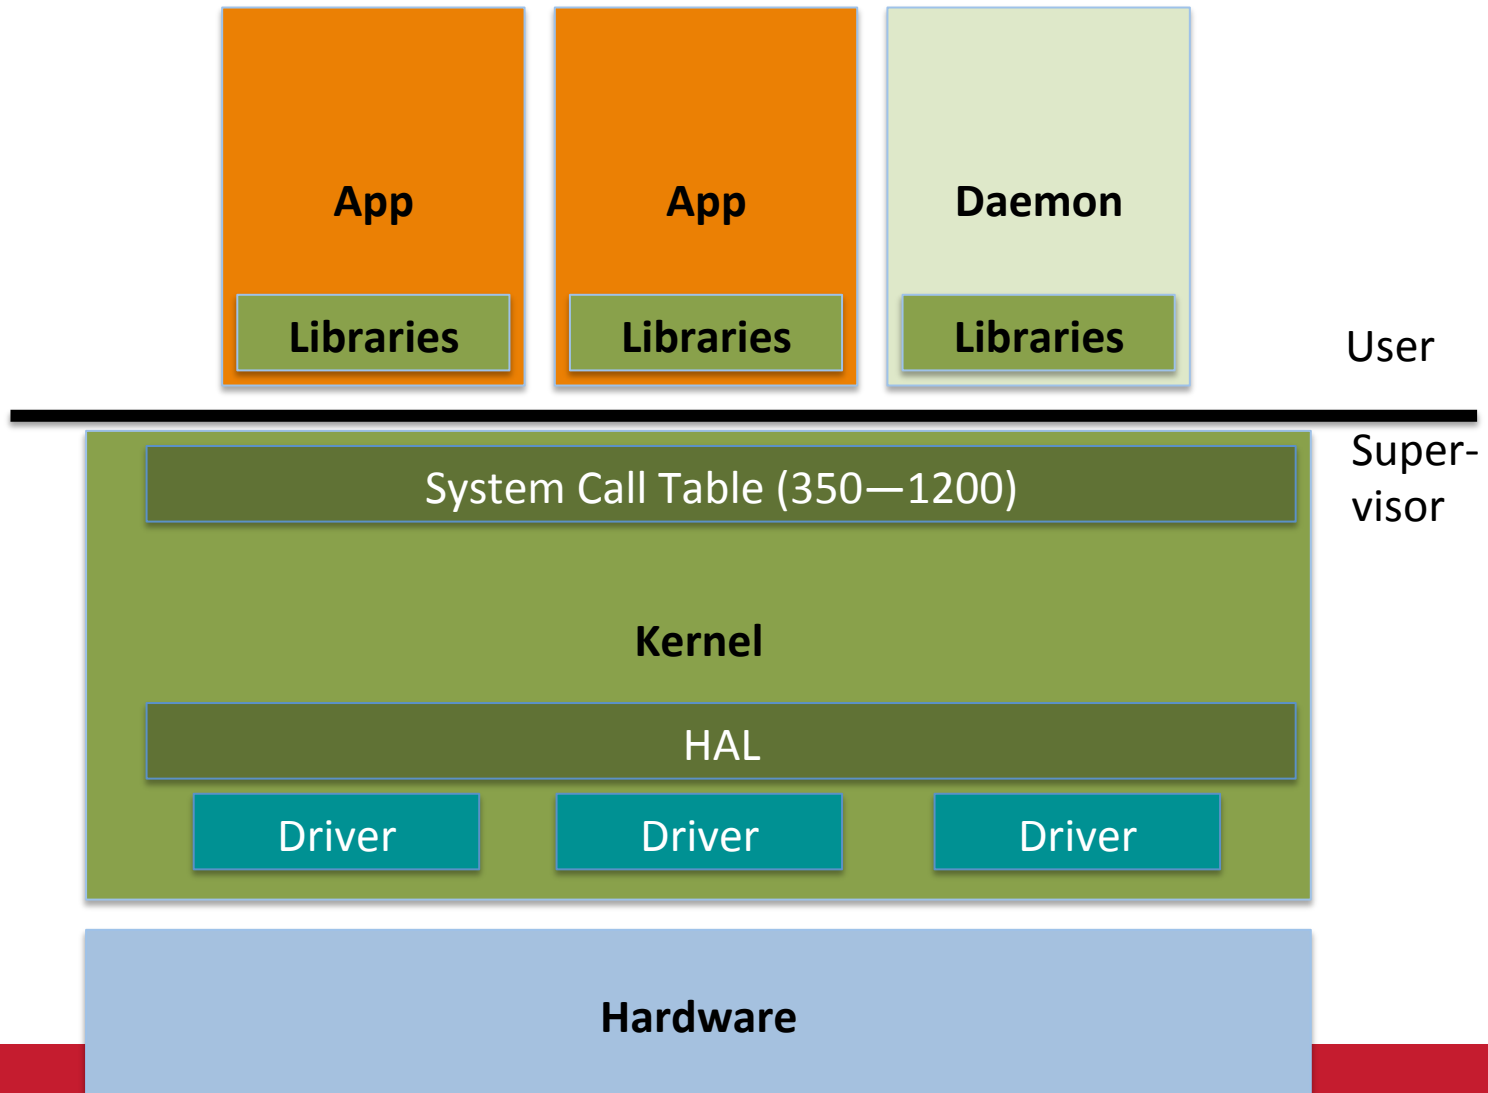 App
App
Daemon
Libraries
Libraries
Libraries
User
Super-
visor
System Call Table (350—1200)
Kernel
HAL
Driver
Driver
Driver
Hardware